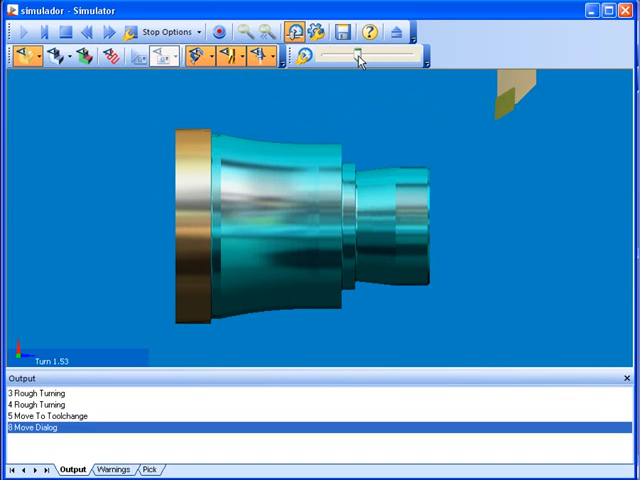 simulador - Simulator
Stop Options
Turn 1.53
Output
3 Rough Turning
4 Rough Turning
5 Move To Toolchange
8 Move Dialog
Output Warnings Pick